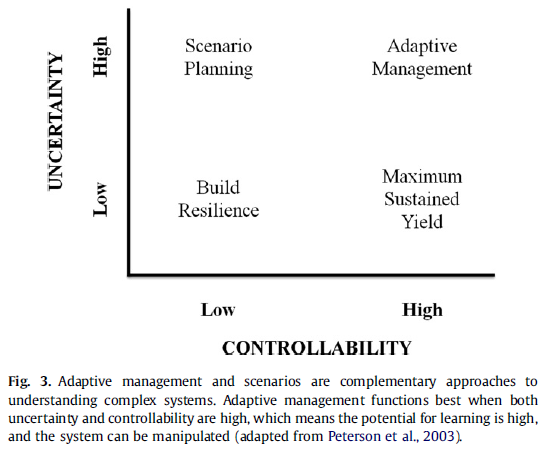 UNCERTAINTY
High
Low
Scenario
Planning
Adaptive
Management
Build
Resilience
Maximum
Sustained
Yield
Low
High
CONTROLLABILITY
Fig. 3. Adaptive management and scenarios are complementary approaches to
understanding complex systems. Adaptive management functions best when both
uncertainty and controllability are high, which means the potential for learning is high,
and the system can be manipulated (adapted from Peterson et al., 2003).